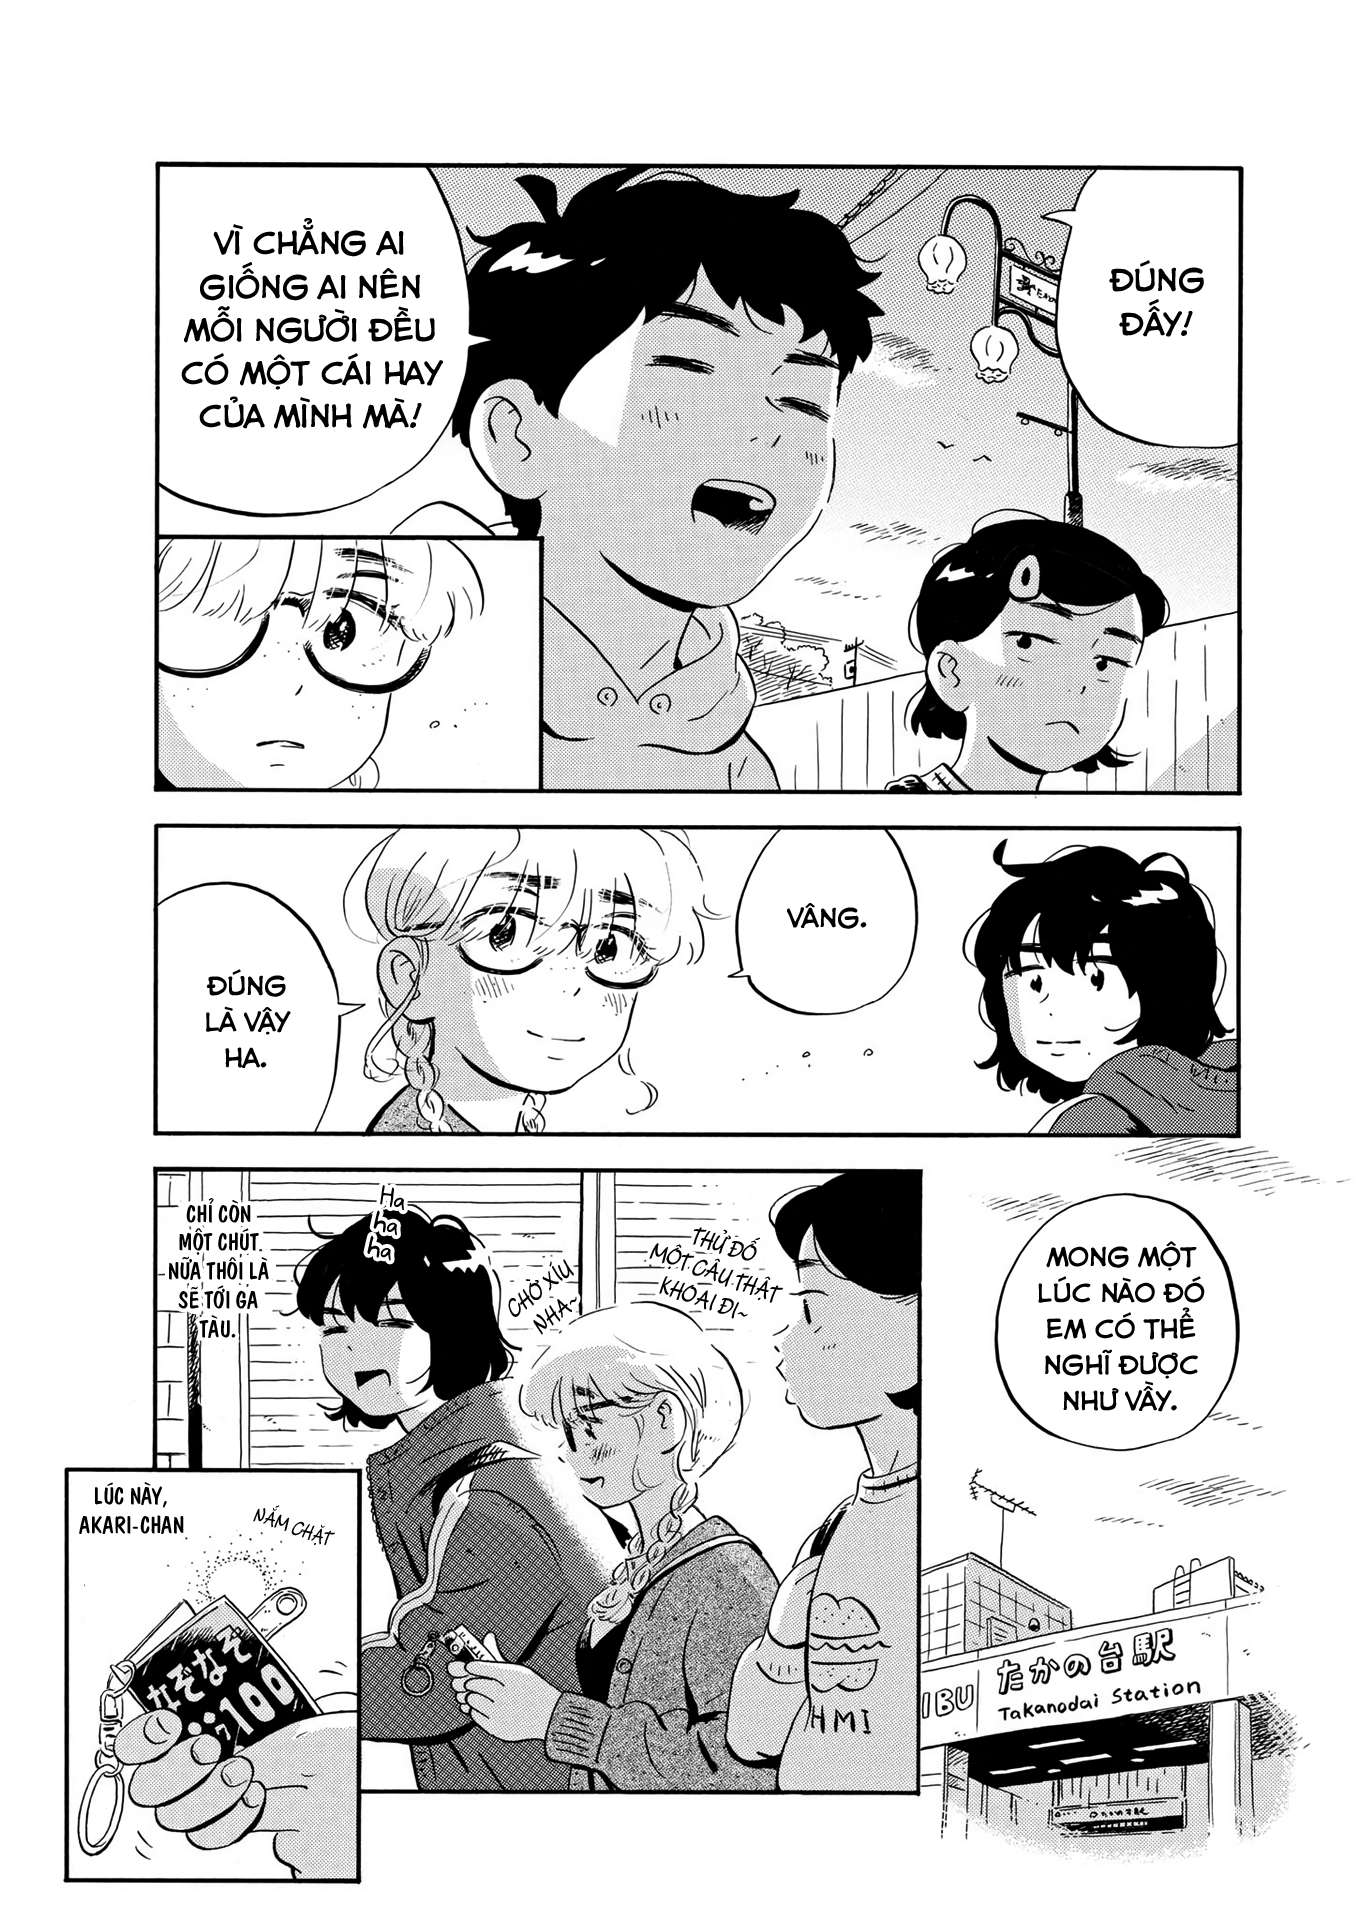 ĐÚNG
ĐẤY!
VÌ CHẲNG AI
GIỐNG AI NÊN
MỖI NGƯỜI ĐỀU
CÓ MỘT CÁI HAY
CỦA MÌNH MÀ!
VÂNG.
ĐÚNG
LÀ VẬY
HA.
MONG MỘT
LÚC NÀO ĐÓ
EM CÓ THỂ
NGHĨ ĐƯỢC
NHƯ VẦY.
IBU
たかの台駅
Takanodai Station
THỬ ĐỐ
MỘT CÂU THẬT
KHOAI ĐI~
CHỜ XÍU
NHA~
Ha
ha
ha
CHỈ CÒN
MỘT CHÚT
NỮA THÔI LÀ
SẼ TỚI GA
TÀU.
HMI
LÚC NÀY,
AKARI-CHAN
NẮM CHẶT
なぞなぞ
100